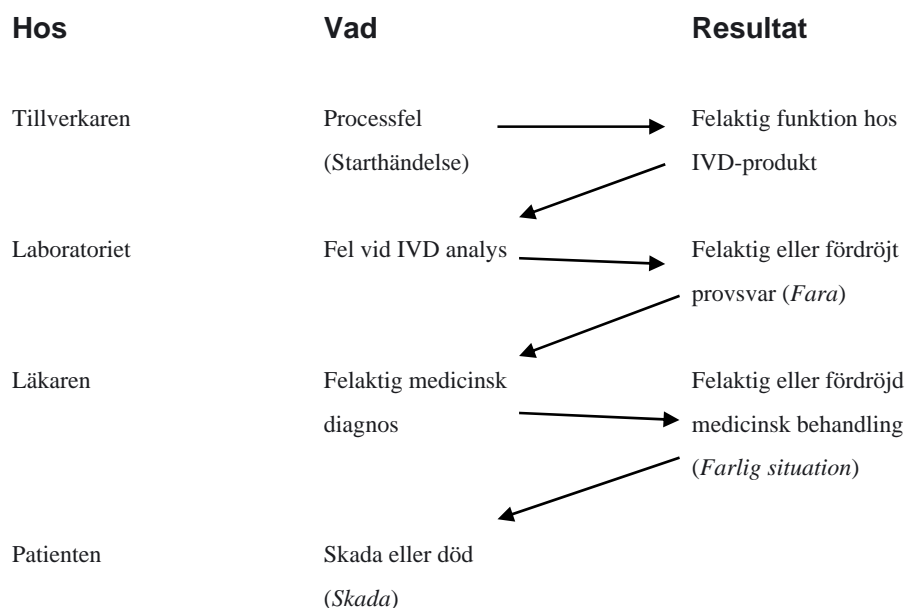 Hos Vad Resultat
Tillverkaren Processfel Felaktig funktion hos
(Starthändelse) IVD-produkt
Laboratoriet Fel vid IVD analys Felaktig eller fördröjt
provsvar (Fara)
Läkaren Felaktig medicinsk Felaktig eller fördröjd
diagnos medicinsk behandling
(Farlig situation)
Patienten Skada eller död
(Skada)